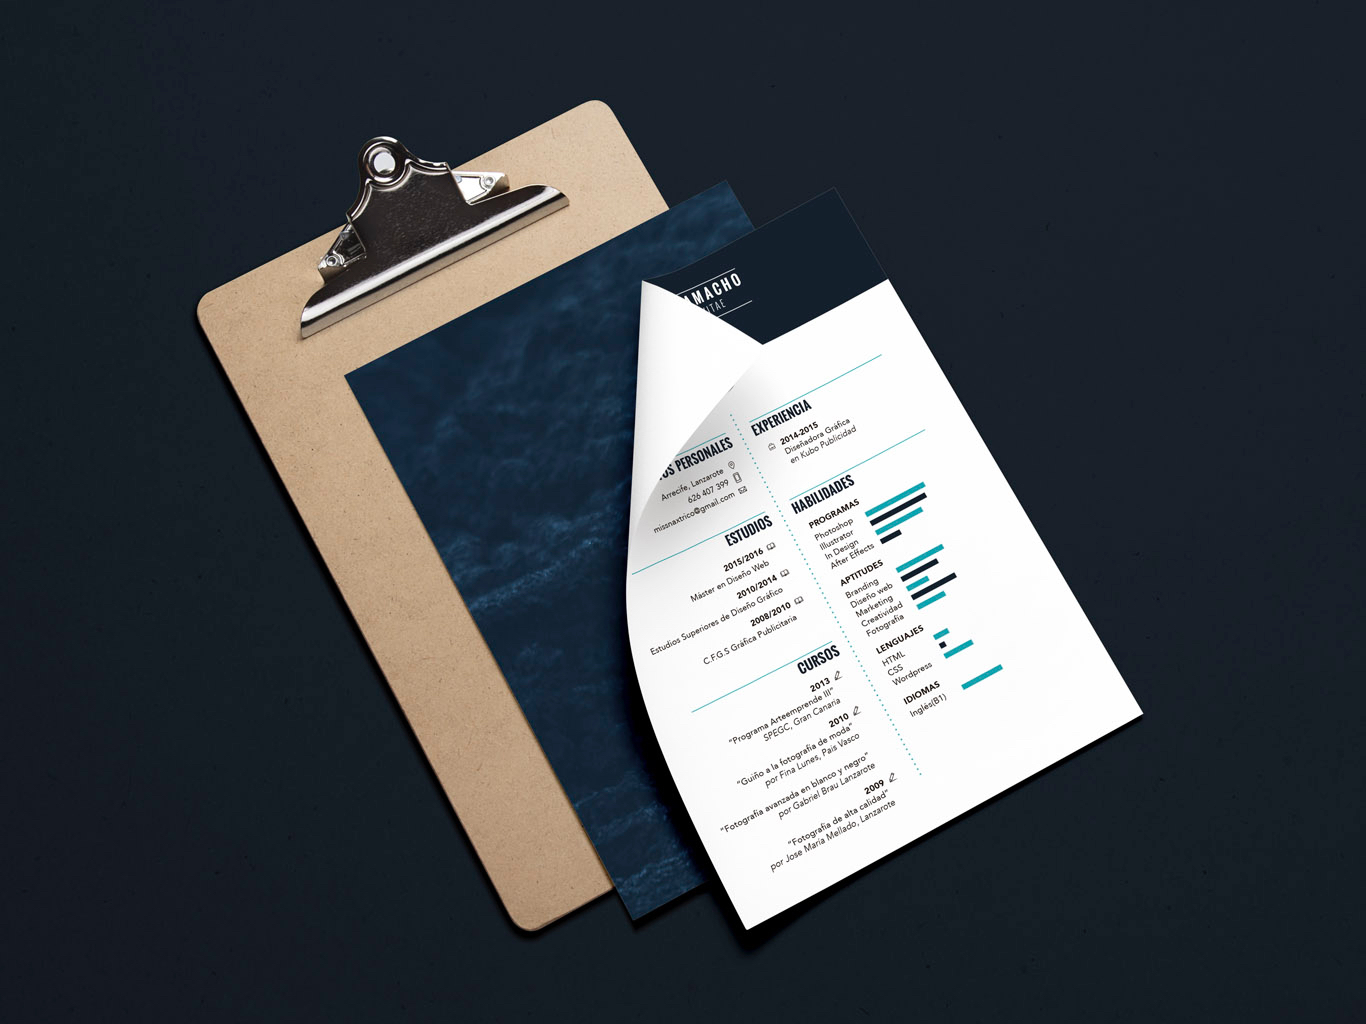 AMACHO
ITAE
OS PERSONALES
Arrecife, Lanzarote
626 407 399
missnaxtrico@gmail.com
ESTUDIOS
2015/2016
Máster en Diseño Web
2010/2014
Estudios Superiores de Diseño Gráfico
2008/2010
C.F.G.S Gráfica Publicitaria
CURSOS
2013
"Programa Arteemprende III"
SPEGC, Gran Canaria
2010
"Guiño a la fotografía de moda"
por Fina Lunes, Pais Vasco
"Fotografía avanzada en blanco y negro"
por Gabriel Brau Lanzarote
2009
"Fotografía de alta calidad"
por Jose María Mellado, Lanzarote
EXPERIENCIA
2014-2015
Diseñadora Gráfica
en Kubo Publicidad
HABILIDADES
PROGRAMAS
Photoshop
Illustrator
In Design
After Effects
APTITUDES
Branding
Diseño web
Marketing
Creatividad
Fotografía
LENGUAJES
HTML
CSS
Wordpress
IDIOMAS
Inglés(B1)